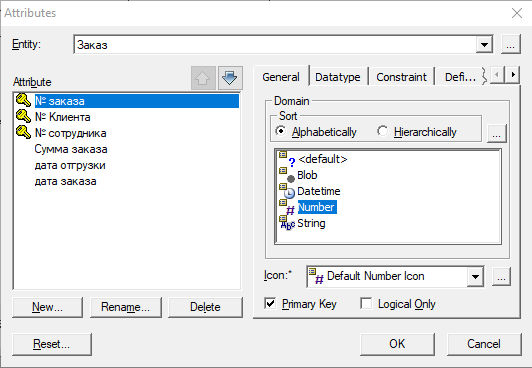 Attributes
Entity: Заказ ...
Attribute
№ заказа
№ Клиента
№ сотрудника
Сумма заказа
дата отгрузки
дата заказа
New... Rename... Delete
General Datatype Constraint Defi...
Domain
Sort
Alphabetically Hierarchically ...
<default>
Blob
Datetime
Number
String
Icon:* Default Number Icon ...
Primary Key Logical Only
Reset... OK Cancel